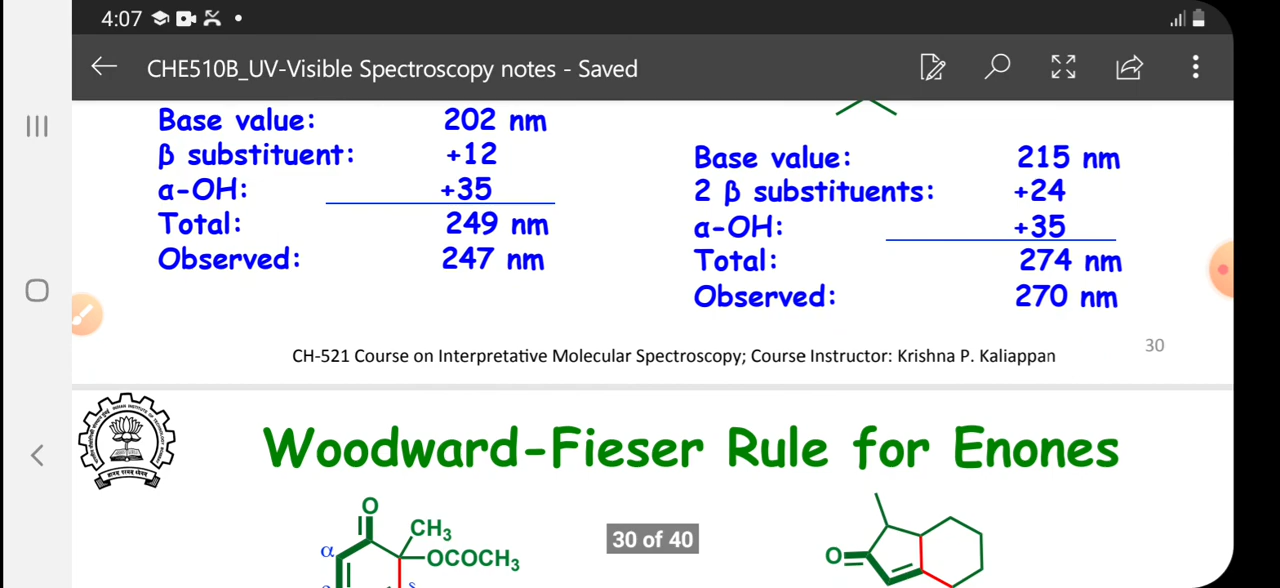 4:07
CHE510B_UV-Visible Spectroscopy notes - Saved
Base value: 202 nm
β substituent: +12
α-OH: +35
Total: 249 nm
Observed: 247 nm
Base value: 215 nm
2 β substituents: +24
α-OH: +35
Total: 274 nm
Observed: 270 nm
CH-521 Course on Interpretative Molecular Spectroscopy; Course Instructor: Krishna P. Kaliappan
30
Woodward-Fieser Rule for Enones
O
CH₃
α
OCOCH₃
30 of 40
O